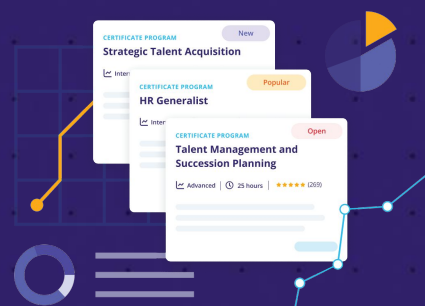 New
CERTIFICATE PROGRAM
Strategic Talent Acquisition
Popular
CERTIFICATE PROGRAM
HR Generalist
Open
CERTIFICATE PROGRAM
Talent Management and
Succession Planning
Advanced 25 hours (269)